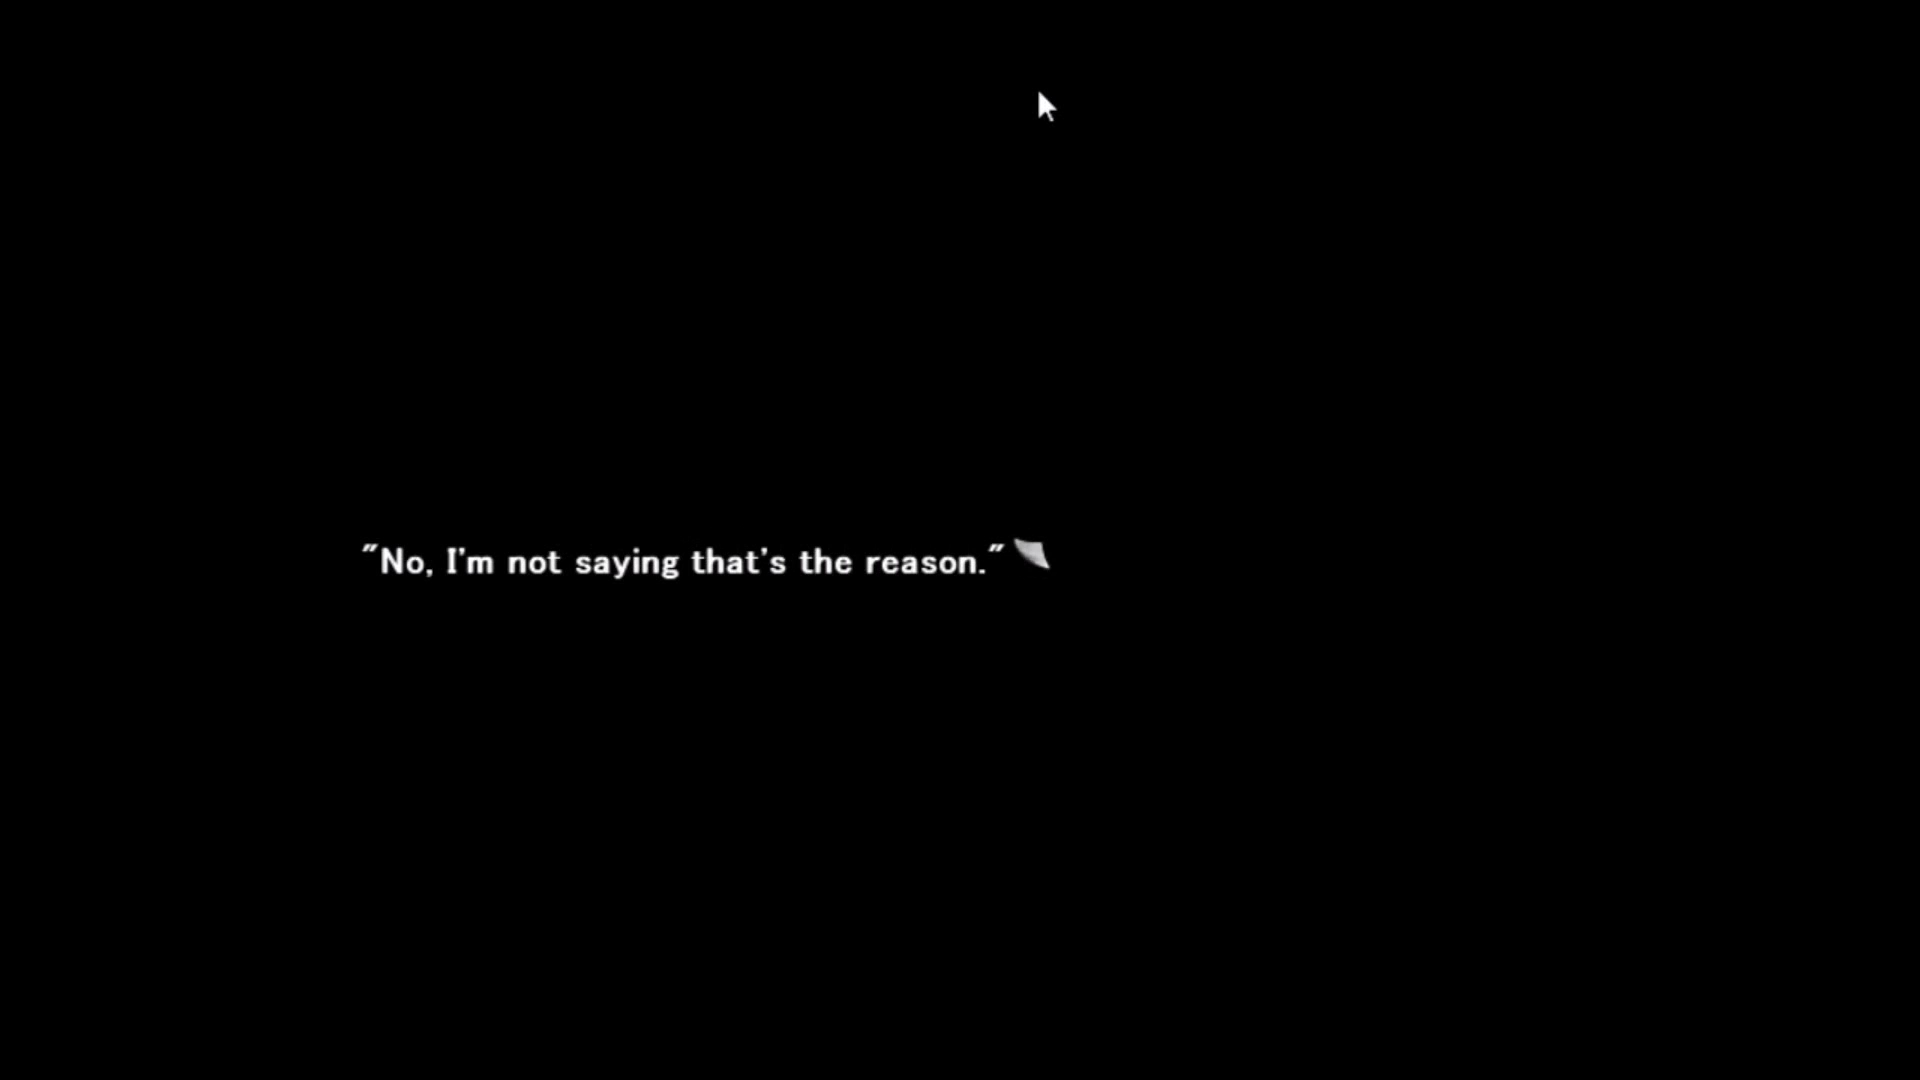 "No, I'm not saying that's the reason."